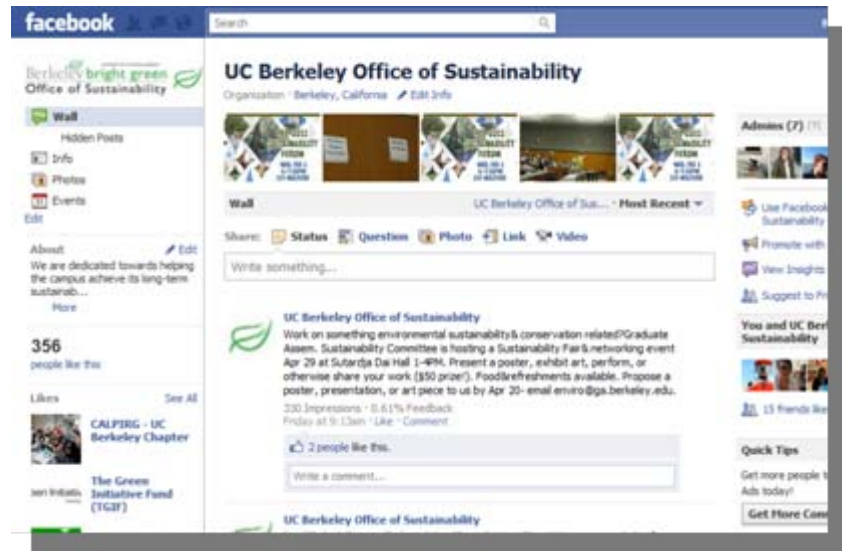 facebook
Search
Berkeley bright green
Office of Sustainability
Wall
Hidden Posts
Info
Photos
Events
Edit
About Edit
We are dedicated towards helping
the campus achieve its long-term
sustainab...
More
356
people like this
Likes See All
CALPIRG - UC
Berkeley Chapter
The Green
Initiative Fund
(TGIF)
UC Berkeley Office of Sustainability
Organization · Berkeley, California Edit Info
Wall UC Berkeley Office of Sus... · Most Recent
Share: Status Question Photo Link Video
Write something...
UC Berkeley Office of Sustainability
Work on something environmental sustainability& conservation related?Graduate
Assem. Sustainability Committee is hosting a Sustainability Fair& networking event
Apr 29 at Sutardja Dai Hall 1-4PM. Present a poster, exhibit art, perform, or
otherwise share your work ($50 prize!). Food&refreshments available. Propose a
poster, presentation, or art piece to us by Apr 20- email enviro@ga.berkeley.edu.
330 Impressions · 0.61% Feedback
Friday at 9:13am · Like · Comment
2 people like this.
Write a comment...
UC Berkeley Office of Sustainability
Admins (7)
Use Facebook
Sustainability
Promote with
View Insights
Suggest to Fr
You and UC Berk
Sustainability
15 friends like
Quick Tips
Get more people t
Ads today!
Get More Conn